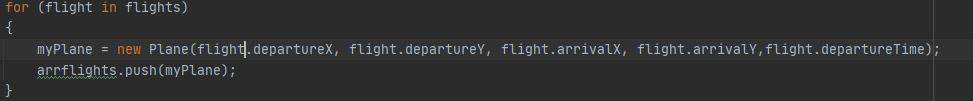 for (flight in flights)
{
    myPlane = new Plane(flight.departureX, flight.departureY, flight.arrivalX, flight.arrivalY,flight.departureTime);
    arrflights.push(myPlane);
}